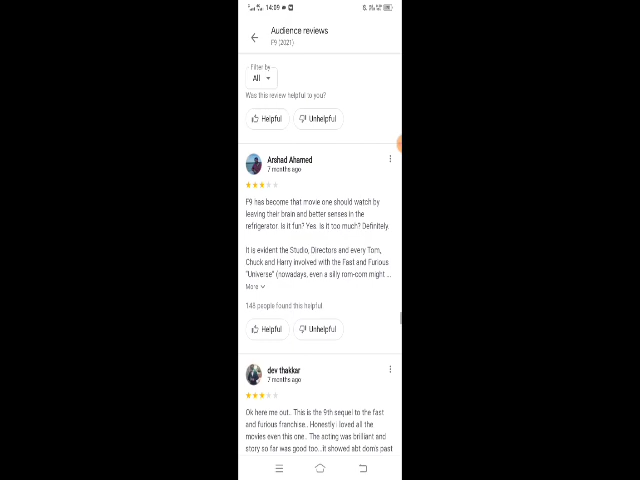 14:09
Audience reviews
F9 (2021)
Filter by
All
Was this review helpful to you?
Helpful
Unhelpful
Arshad Ahamed
7 months ago
F9 has become that movie one should watch by
leaving their brain and better senses in the
refrigerator. Is it fun? Yes. Is it too much? Definitely.
It is evident the Studio, Directors and every Tom,
Chuck and Harry involved with the Fast and Furious
"Universe" (nowadays, even a silly rom-com might ...
More
148 people found this helpful
Helpful
Unhelpful
dev thakkar
7 months ago
Ok here me out.. This is the 9th sequel to the fast
and furious franchise.. Honestly i loved all the
movies even this one.. The acting was brilliant and
story so far was good too...it showed abt dom's past